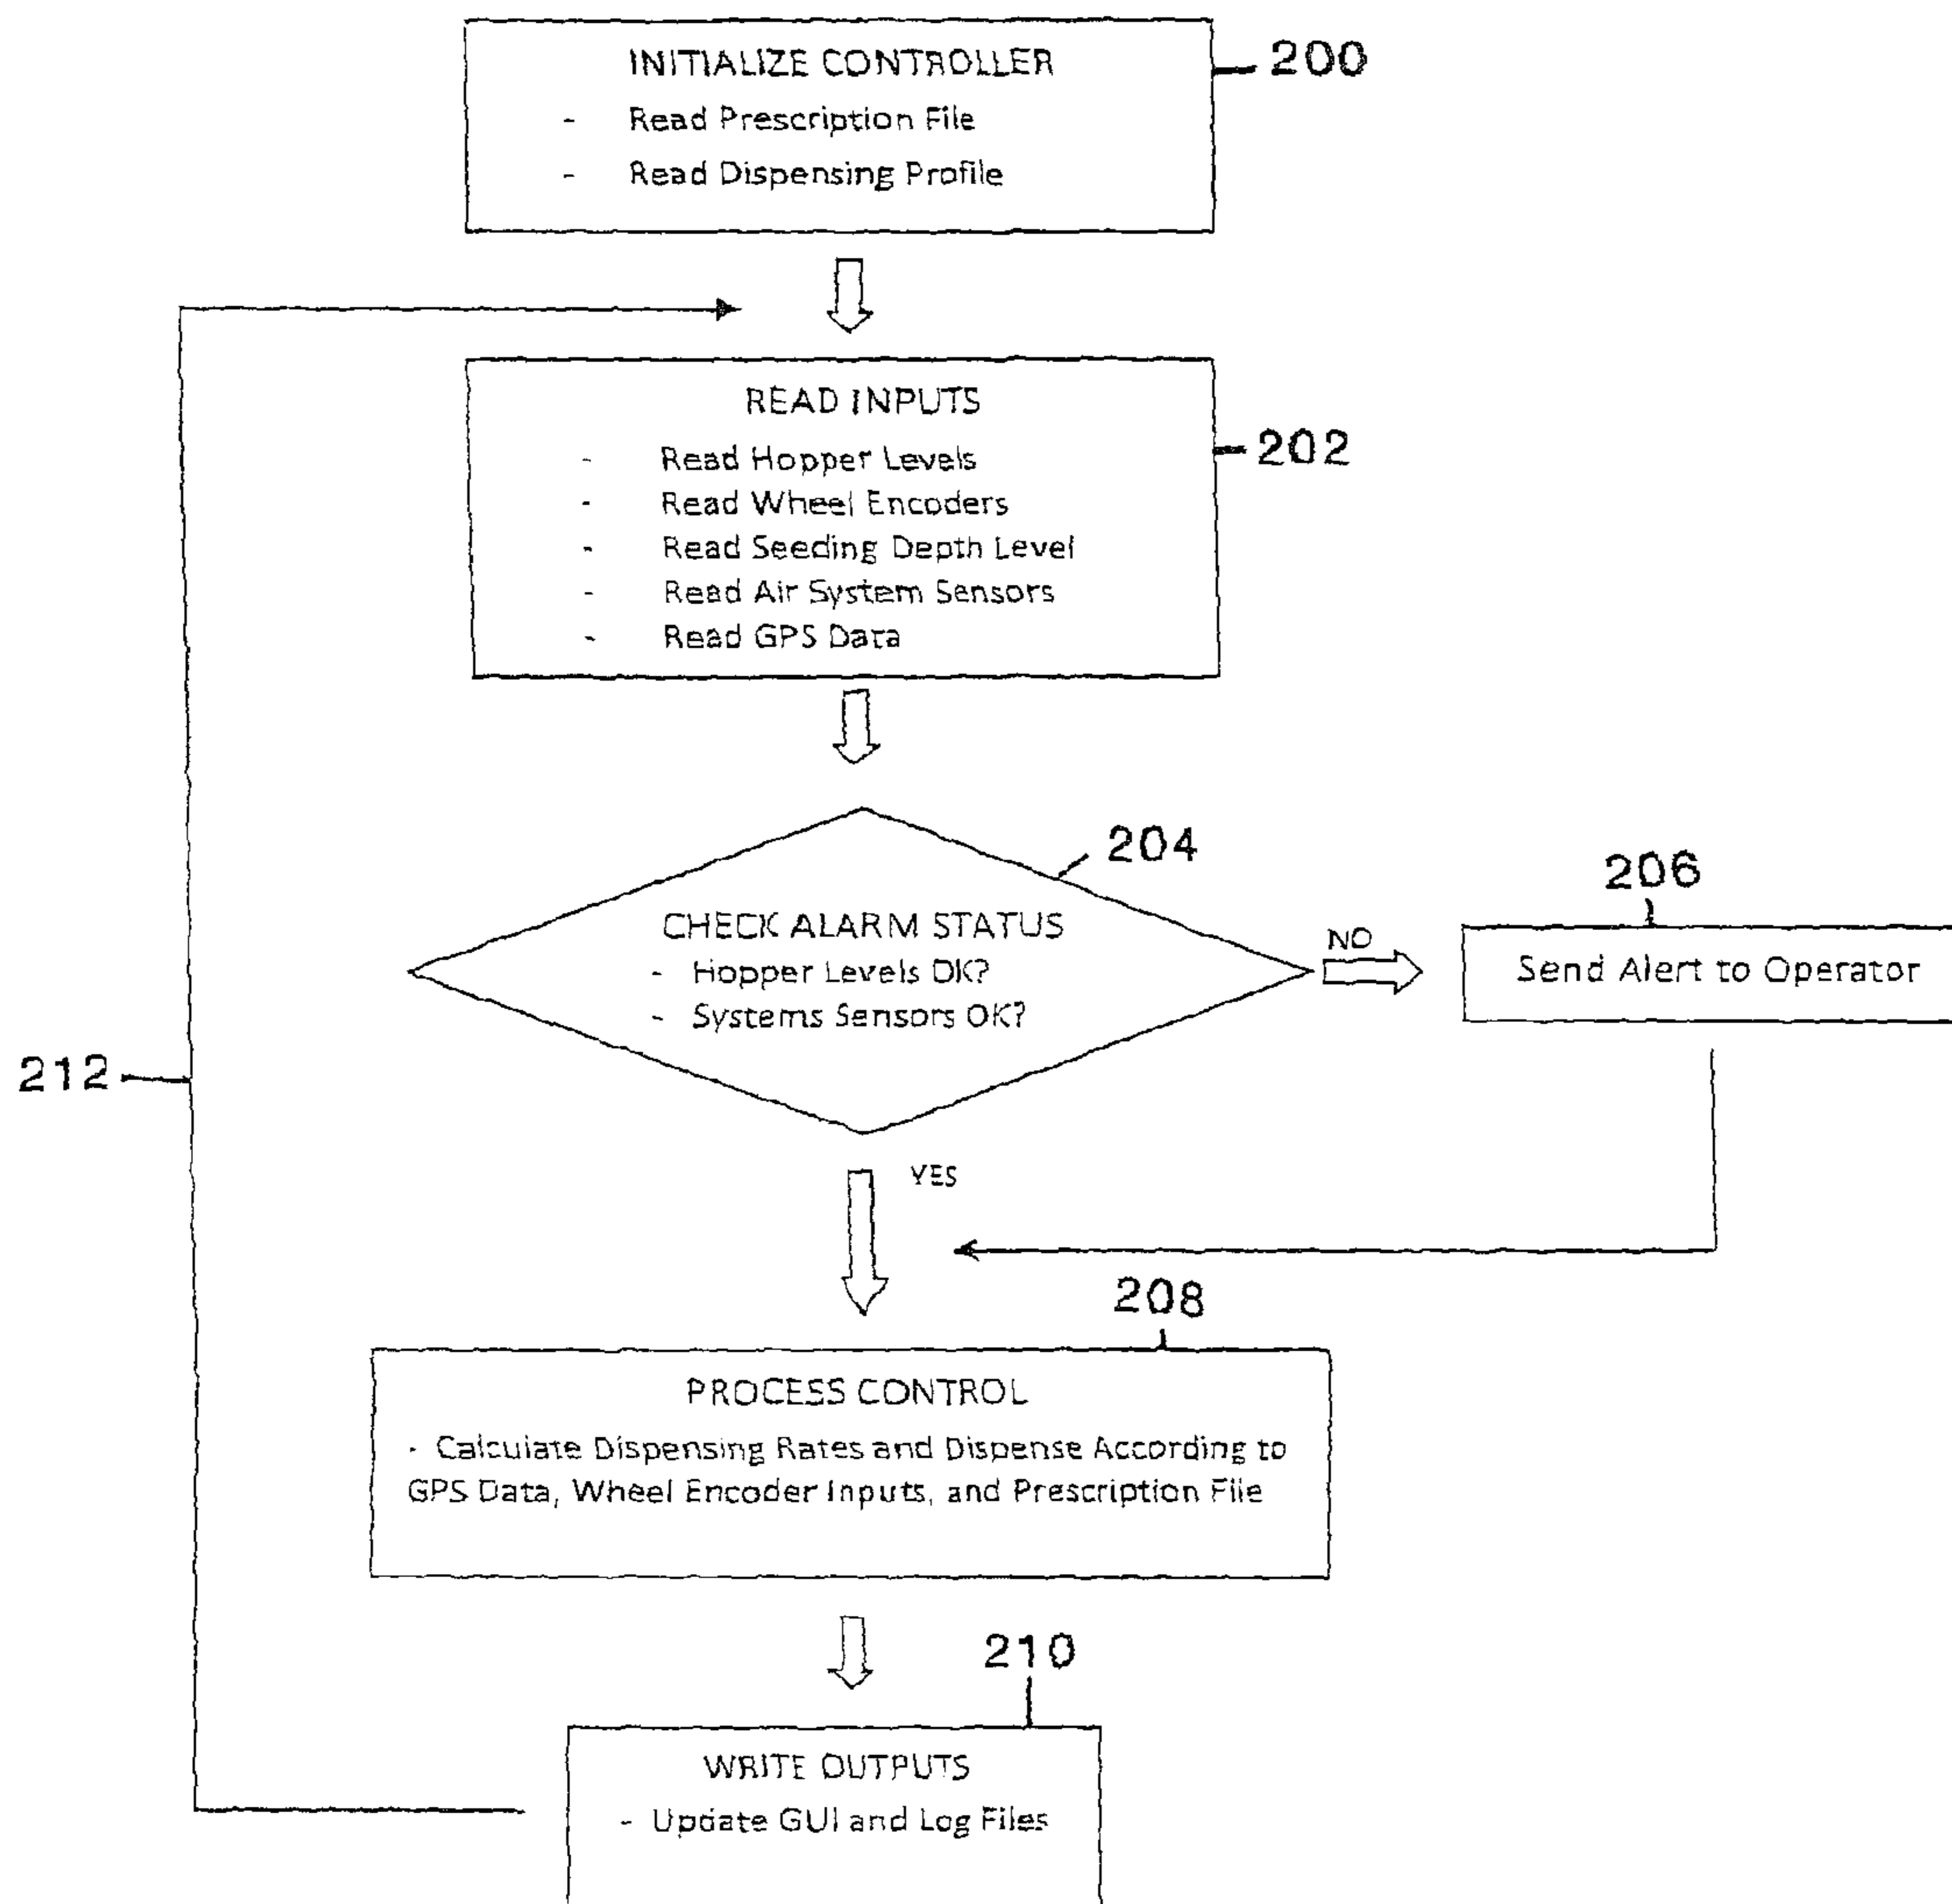 INITIALIZE CONTROLLER
200
- Read Prescription File
- Read Dispensing Profile
READ INPUTS
202
- Read Hopper Levels
- Read Wheel Encoders
- Read Seeding Depth Level
- Read Air System Sensors
- Read GPS Data
204
206
CHECK ALARM STATUS
- Hopper Levels OK?
- Systems Sensors OK?
NO
Send Alert to Operator
212
YES
208
PROCESS CONTROL
- Calculate Dispensing Rates and Dispense According to
GPS Data, Wheel Encoder Inputs, and Prescription File
210
WRITE OUTPUTS
- Update GUI and Log Files